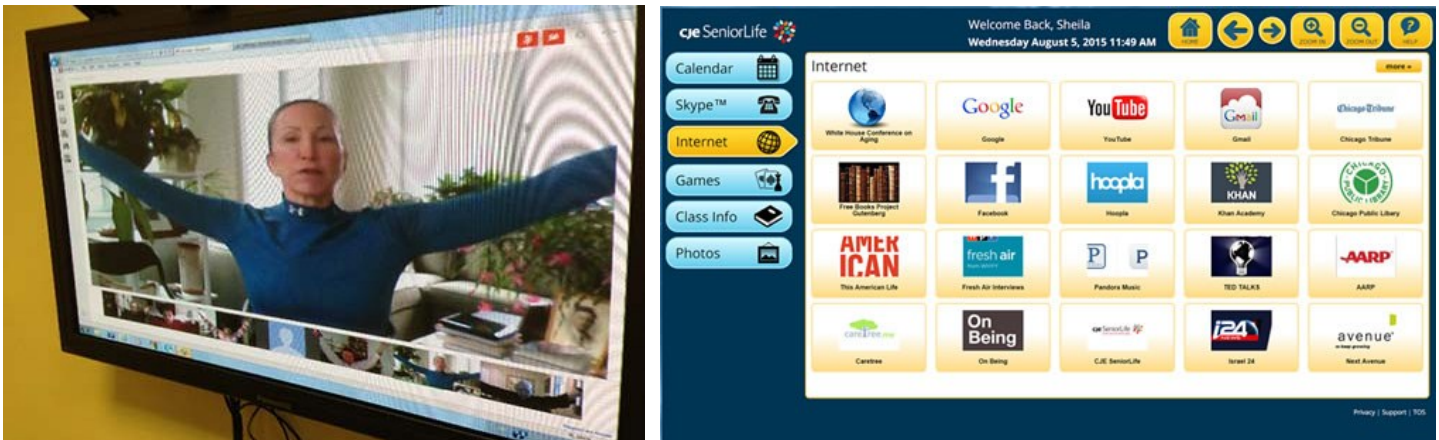 cje SeniorLife
Welcome Back, Sheila
Wednesday August 5, 2015 11:49 AM
HOME
ZOOM IN
ZOOM OUT
HELP
Calendar
Skype™
Internet
Games
Class Info
Photos
Internet
more »
White House Conference on
Aging
Google
Google
You Tube
YouTube
Gmail
Gmail
Chicago Tribune
Chicago Tribune
Free Books Project
Gutenberg
f
Facebook
hoopla
Hoopla
KHAN
Khan Academy
CHICAGO PUBLIC LIBRARY
Chicago Public Libary
AMER
ICAN
This American Life
fresh air
Fresh Air Interviews
P P
Pandora Music
TED TALKS
AARP
AARP
caretree.me
Caretree
On
Being
On Being
cje SeniorLife
CJE SeniorLife
i24
Israel 24
avenue
Next Avenue
Privacy | Support | TOS